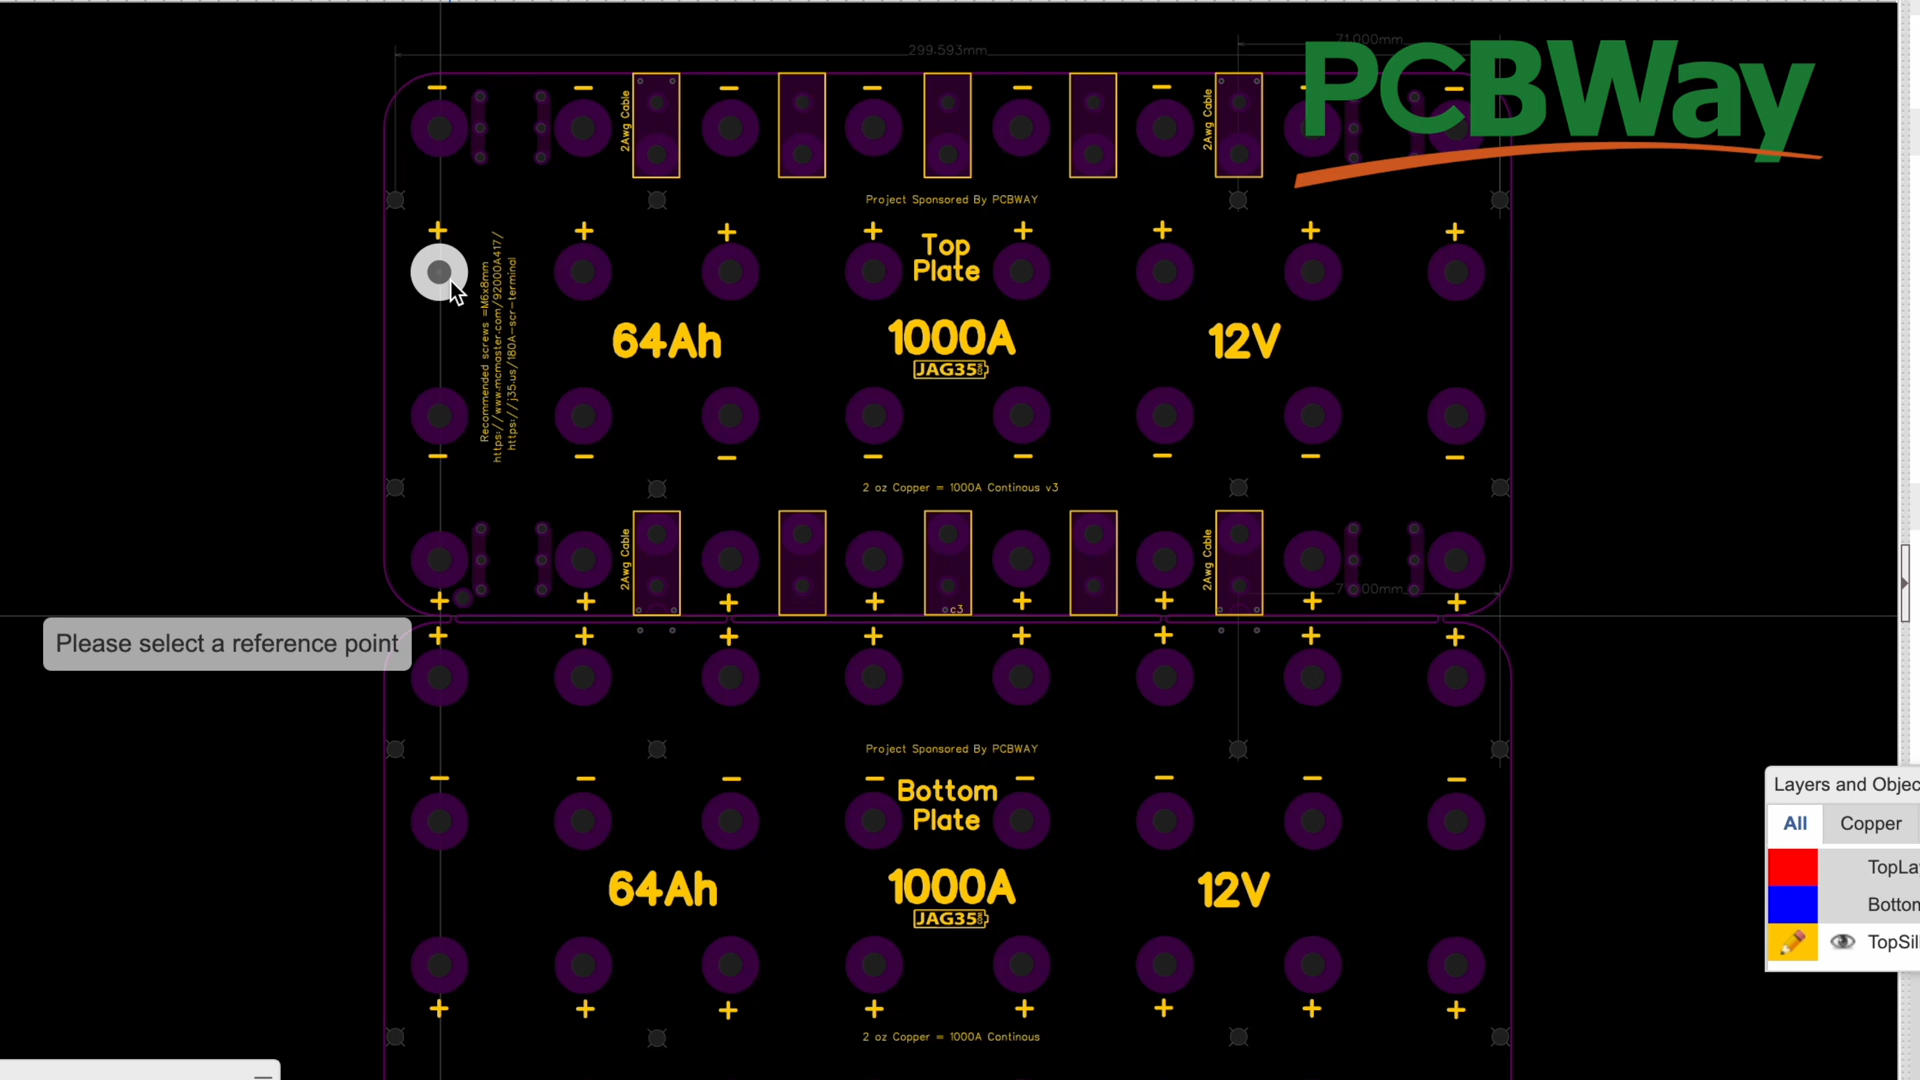 299.593mm
71.000mm
PCBWay
2Awg Cable
2Awg Cable
Project Sponsored By PCBWAY
Top
Plate
Recommended screws =M6x8mm
https://www.mcmaster.com/92000A417/
https://j35.us/180A-scr-terminal
64Ah
1000A
12V
JAG35
2 oz Copper = 1000A Continous v3
2Awg Cable
2Awg Cable
71.000mm
c3
Please select a reference point
Project Sponsored By PCBWAY
Bottom
Plate
64Ah
1000A
12V
JAG35
2 oz Copper = 1000A Continous
Layers and Objec
All
Copper
TopLa
Bottom
TopSil